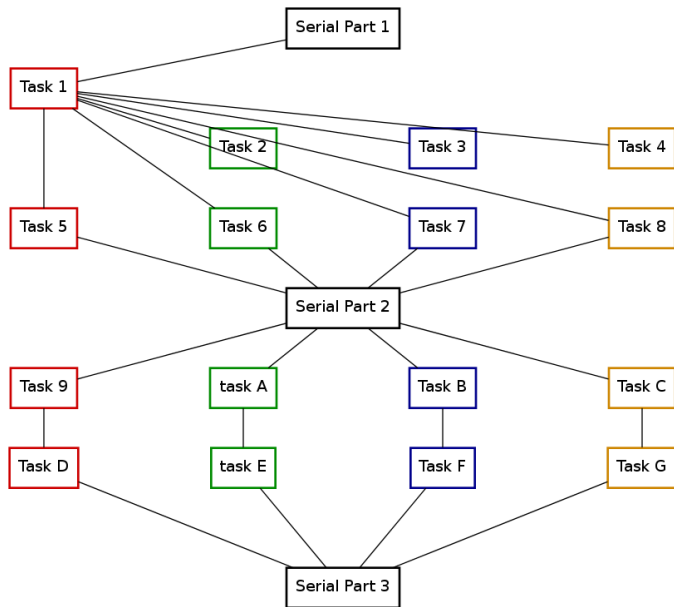 Serial Part 1
Task 1
Task 2
Task 3
Task 4
Task 5
Task 6
Task 7
Task 8
Serial Part 2
Task 9
task A
Task B
Task C
Task D
task E
Task F
Task G
Serial Part 3